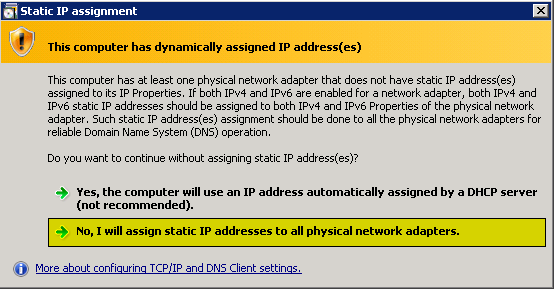 Static IP assignment
This computer has dynamically assigned IP address(es)
This computer has at least one physical network adapter that does not have static IP address(es)
assigned to its IP Properties. If both IPv4 and IPv6 are enabled for a network adapter, both IPv4 and
IPv6 static IP addresses should be assigned to both IPv4 and IPv6 Properties of the physical network
adapter. Such static IP address(es) assignment should be done to all the physical network adapters for
reliable Domain Name System (DNS) operation.
Do you want to continue without assigning static IP address(es)?
Yes, the computer will use an IP address automatically assigned by a DHCP server
(not recommended).
No, I will assign static IP addresses to all physical network adapters.
More about configuring TCP/IP and DNS Client settings.